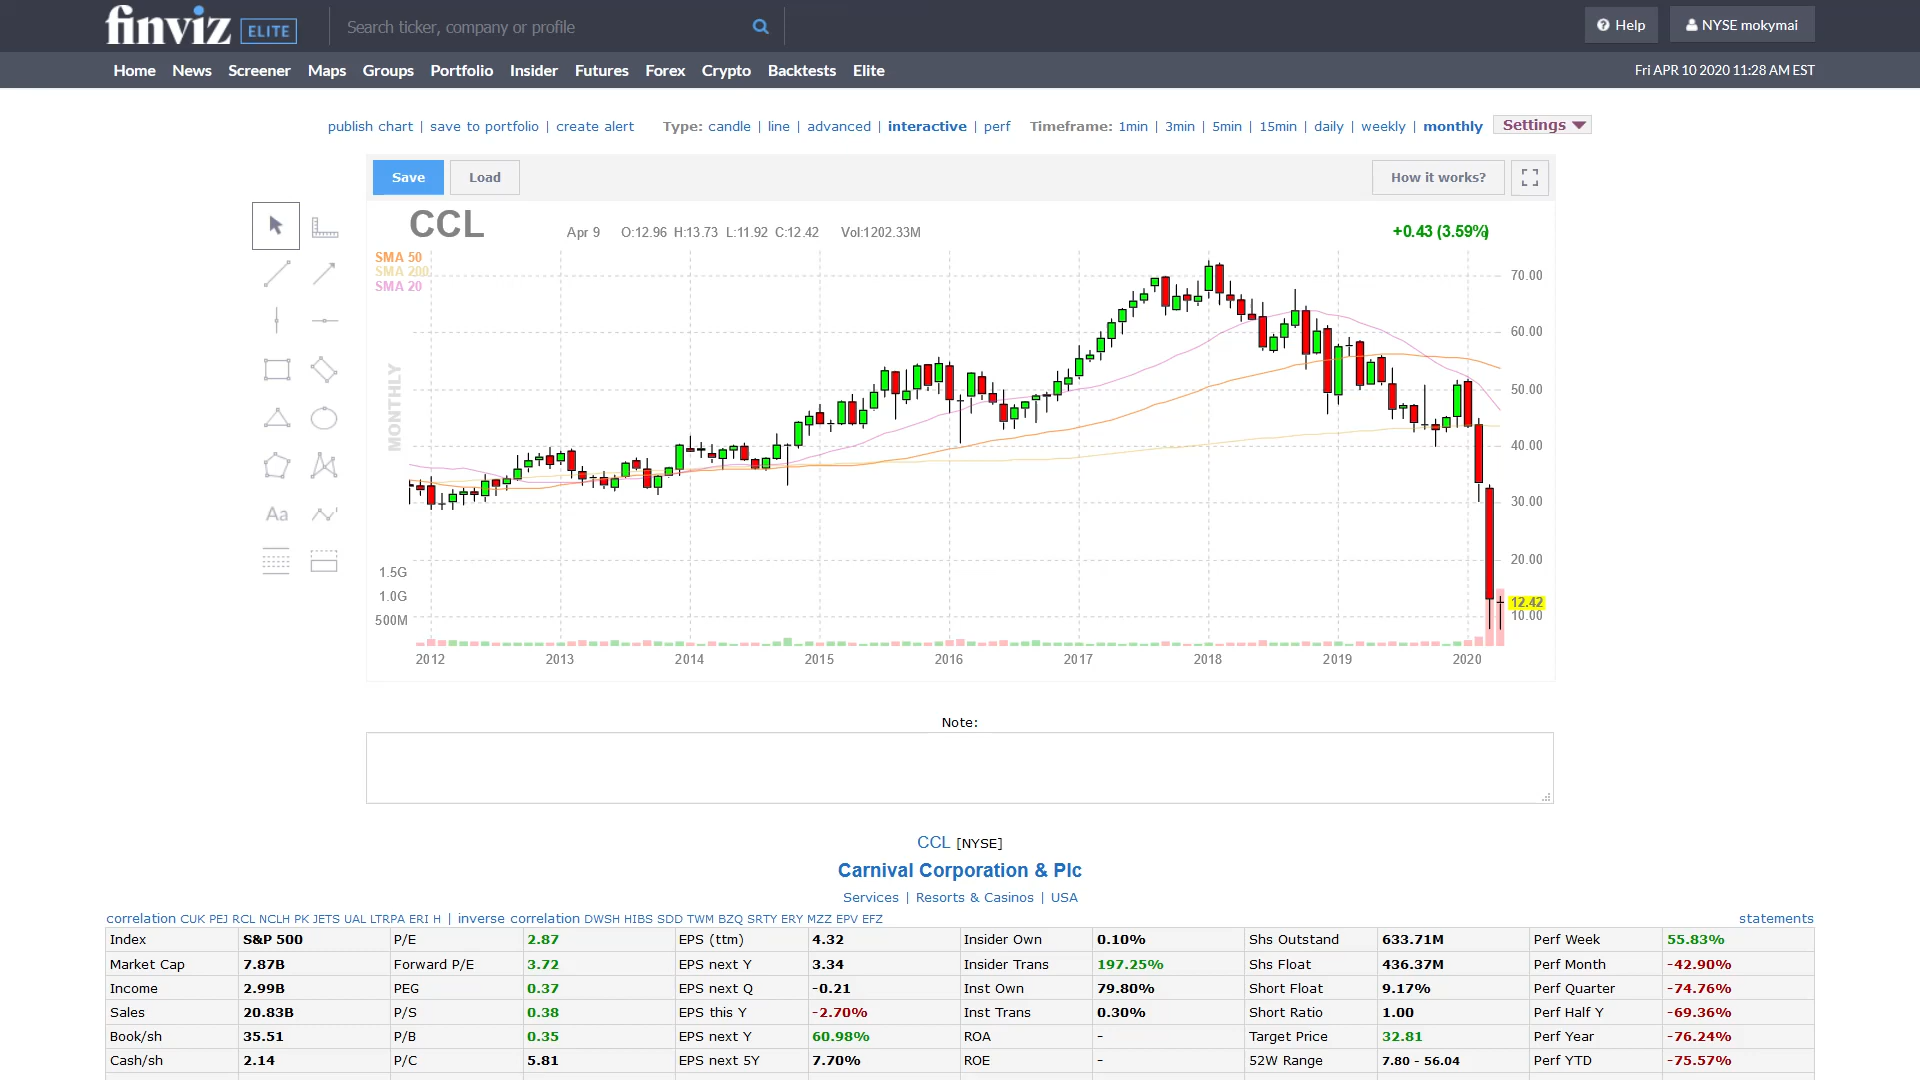 finviz ELITE
Search ticker, company or profile
Help
NYSE mokymai
Home News Screener Maps Groups Portfolio Insider Futures Forex Crypto Backtests Elite
Fri APR 10 2020 11:28 AM EST
publish chart | save to portfolio | create alert
Type: candle | line | advanced | interactive | perf
Timeframe: 1min | 3min | 5min | 15min | daily | weekly | monthly
Settings
Save
Load
How it works?
CCL
Apr 9 O:12.96 H:13.73 L:11.92 C:12.42 Vol:1202.33M
+0.43 (3.59%)
SMA 50
SMA 200
SMA 20
MONTHLY
70.00
60.00
50.00
40.00
30.00
20.00
12.42
10.00
1.5G
1.0G
500M
2012 2013 2014 2015 2016 2017 2018 2019 2020
Aa
Note:
CCL [NYSE]
Carnival Corporation & Plc
Services | Resorts & Casinos | USA
correlation CUK PEJ RCL NCLH PK JETS UAL LTRPA ERI H | inverse correlation DWSH HIBS SDD TWM BZQ SRTY ERY MZZ EPV EFZ
statements
Index S&P 500 P/E 2.87 EPS (ttm) 4.32 Insider Own 0.10% Shs Outstand 633.71M Perf Week 55.83%
Market Cap 7.87B Forward P/E 3.72 EPS next Y 3.34 Insider Trans 197.25% Shs Float 436.37M Perf Month -42.90%
Income 2.99B PEG 0.37 EPS next Q -0.21 Inst Own 79.80% Short Float 9.17% Perf Quarter -74.76%
Sales 20.83B P/S 0.38 EPS this Y -2.70% Inst Trans 0.30% Short Ratio 1.00 Perf Half Y -69.36%
Book/sh 35.51 P/B 0.35 EPS next Y 60.98% ROA - Target Price 32.81 Perf Year -76.24%
Cash/sh 2.14 P/C 5.81 EPS next 5Y 7.70% ROE - 52W Range 7.80 - 56.04 Perf YTD -75.57%